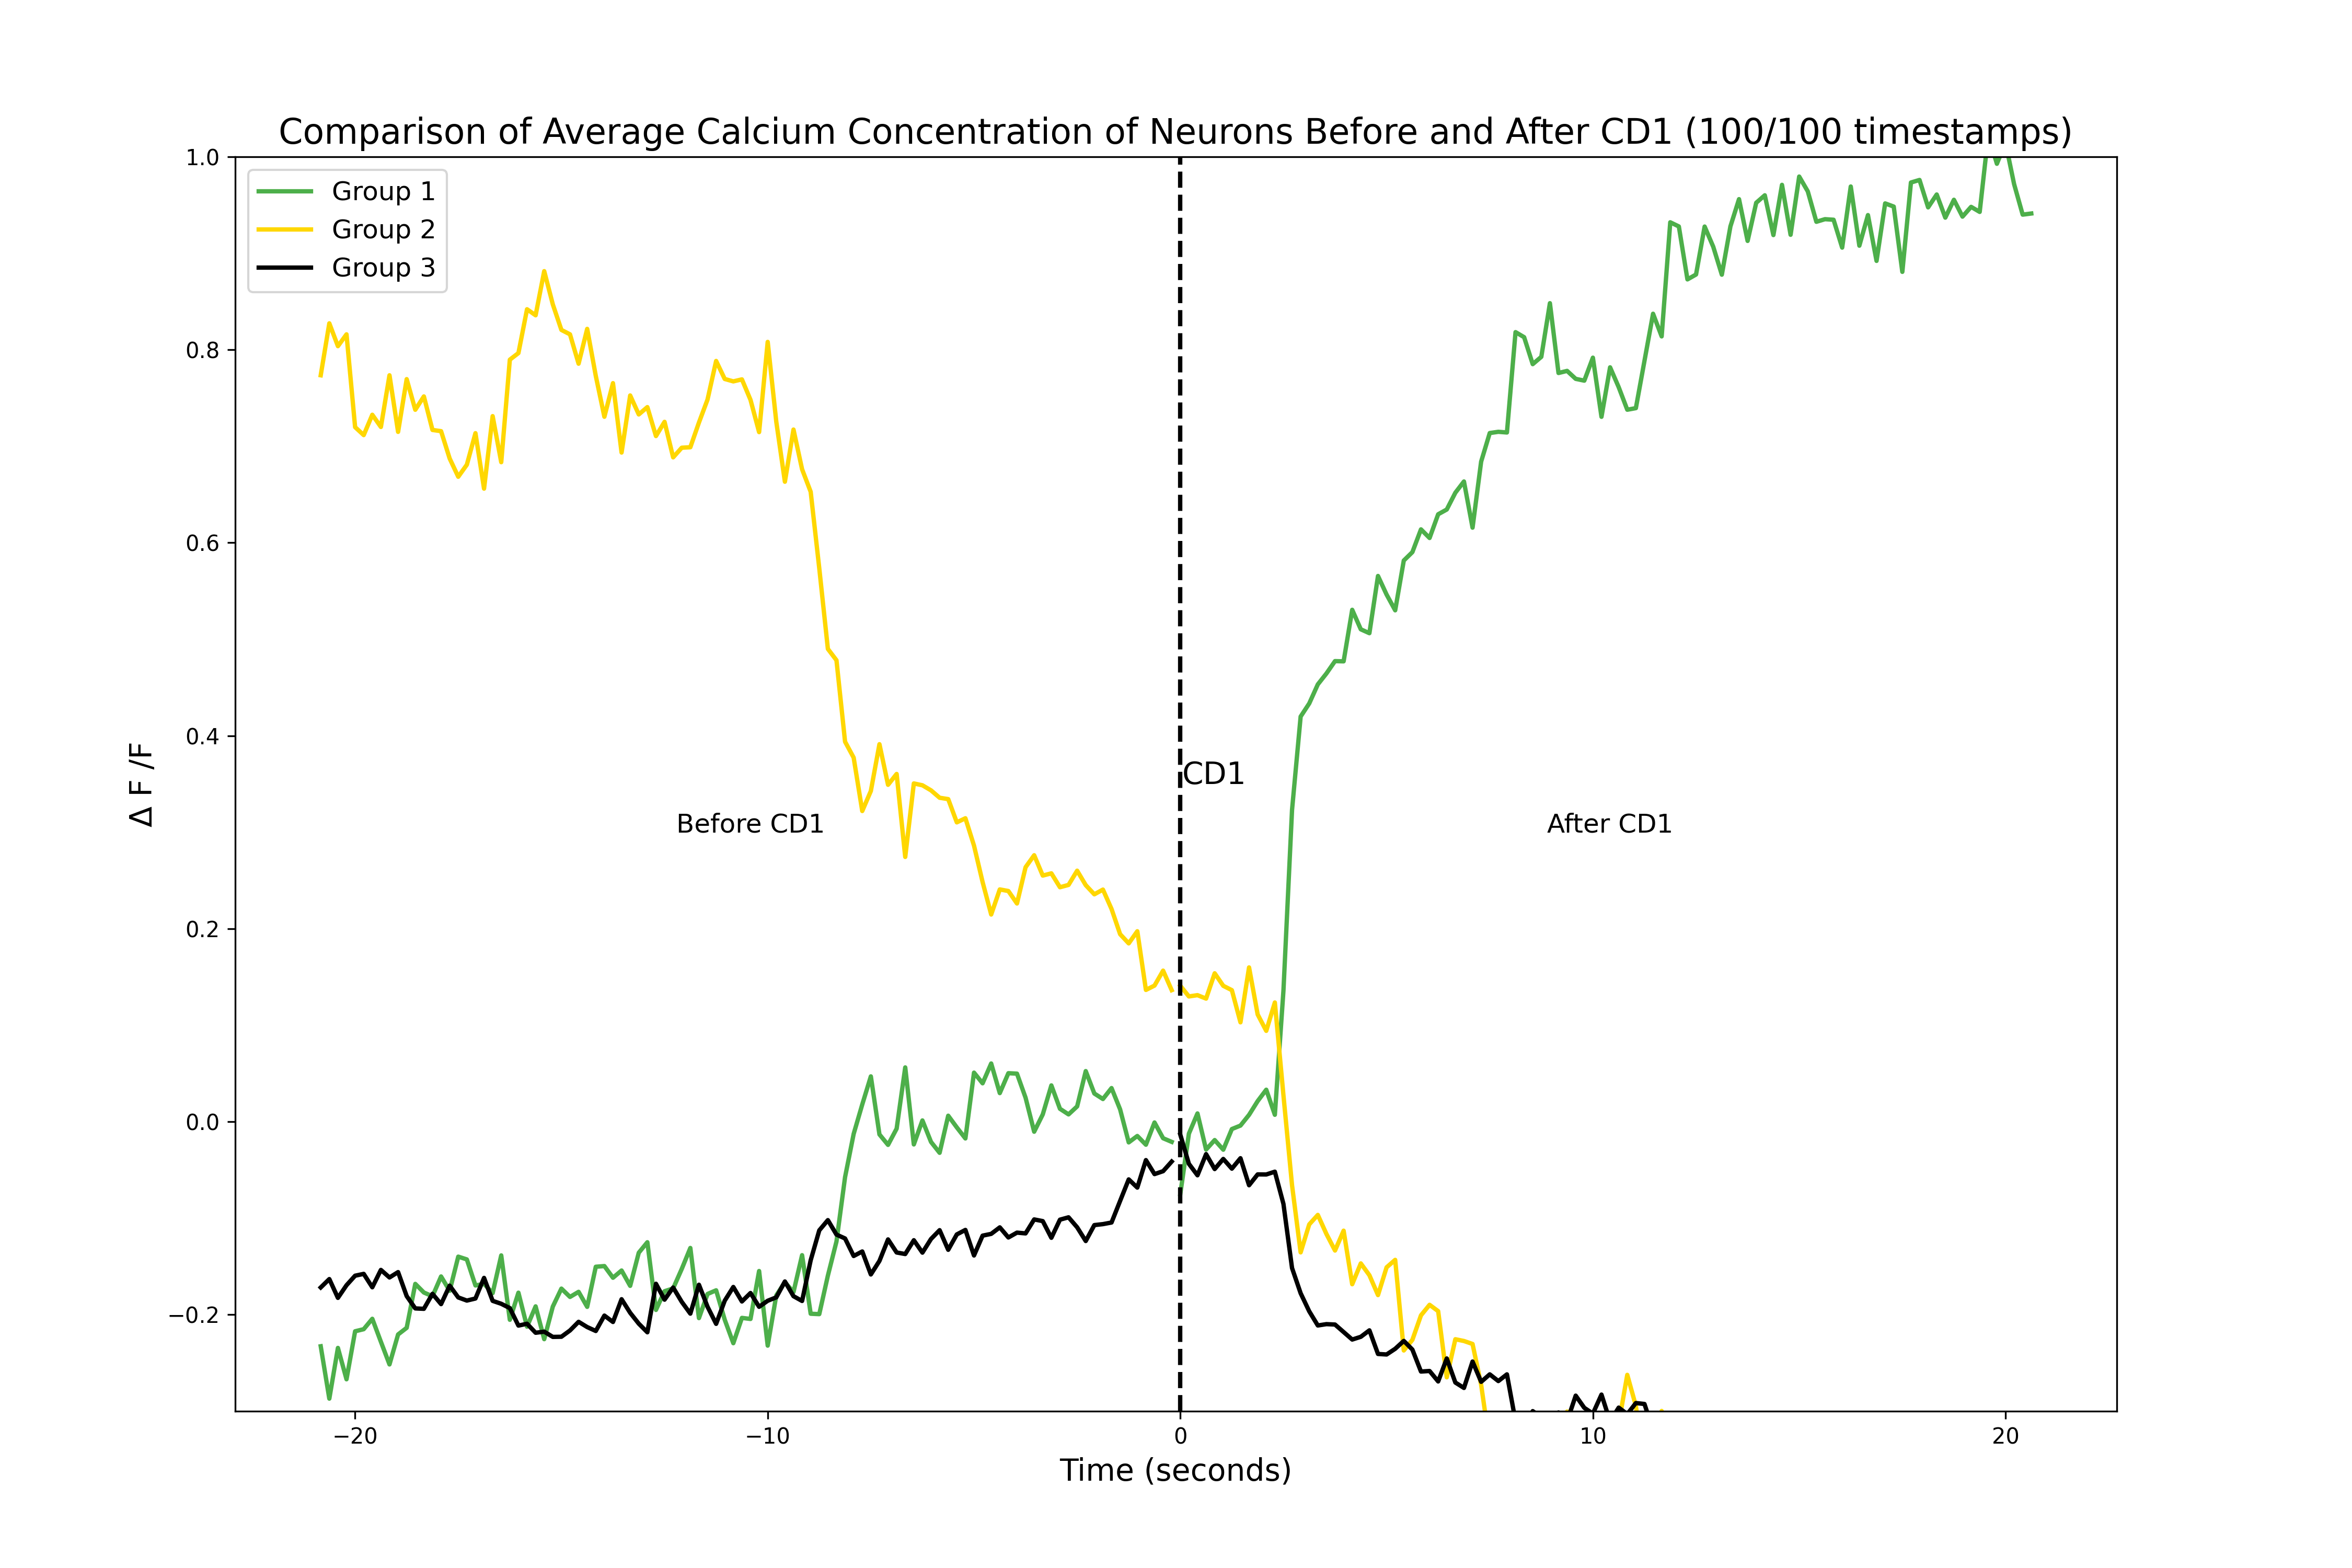 Comparison of Average Calcium Concentration of Neurons Before and After CD1 (100/100 timestamps)
1.0
Group 1
Group 2
Group 3
0.8
0.6
0.4
CD1
Δ F /F
Before CD1
After CD1
0.2
0.0
−0.2
−20
−10
0
10
20
Time (seconds)